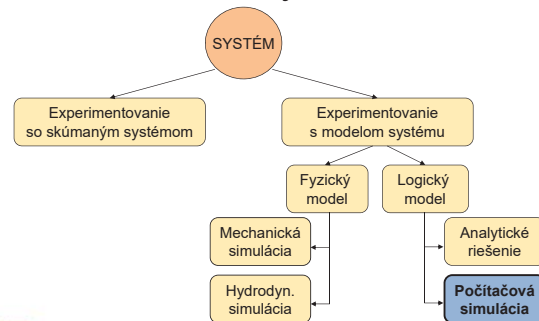 SYSTÉM
Experimentovanie
so skúmaným systémom
Experimentovanie
s modelom systému
Fyzický
model
Logický
model
Mechanická
simulácia
Analytické
riešenie
Hydrodyn.
simulácia
Počítačová
simulácia